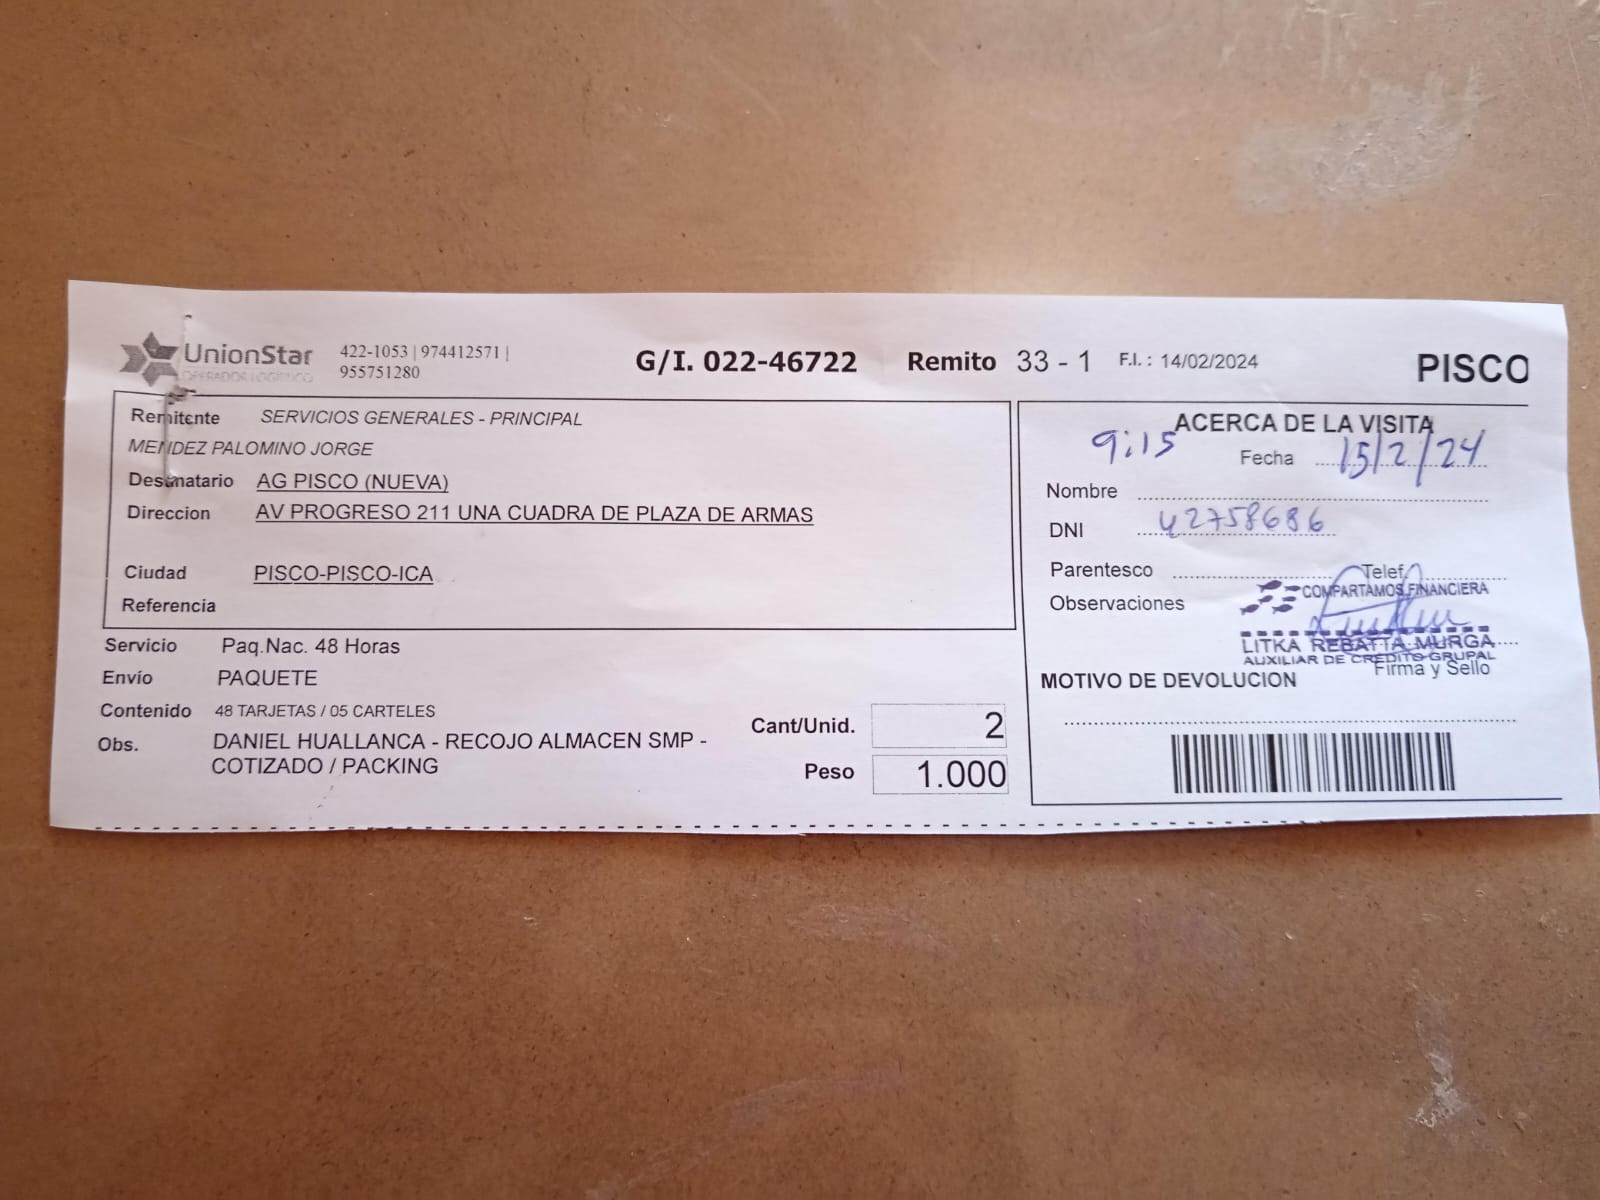 UnionStar
OPERADOR LOGISTICO
422-1053 | 974412571 |
955751280
G/I. 022-46722
Remito 33 - 1
F.I. : 14/02/2024
PISCO
Remitente SERVICIOS GENERALES - PRINCIPAL
MENDEZ PALOMINO JORGE
Destinatario AG PISCO (NUEVA)
Direccion AV PROGRESO 211 UNA CUADRA DE PLAZA DE ARMAS
Ciudad PISCO-PISCO-ICA
Referencia
Servicio Paq.Nac. 48 Horas
Envío PAQUETE
Contenido 48 TARJETAS / 05 CARTELES
Obs. DANIEL HUALLANCA - RECOJO ALMACEN SMP -
COTIZADO / PACKING
Cant/Unid. 2
Peso 1.000
ACERCA DE LA VISITA
9:15 Fecha 15/2/24
Nombre
DNI 42758686
Parentesco Telef
Observaciones
COMPARTAMOS FINANCIERA
LITKA REBATTA MURGA
AUXILIAR DE CREDITO GRUPAL
Firma y Sello
MOTIVO DE DEVOLUCION